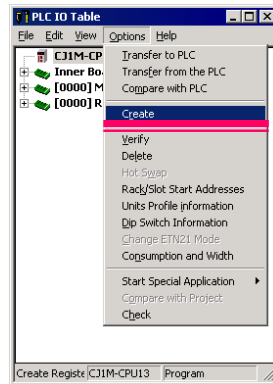 PLC IO Table
File Edit View Options Help
CJ1M-CP
Inner Bo
[0000] M
[0000] R
Transfer to PLC
Transfer from the PLC
Compare with PLC
Create
Verify
Delete
Hot Swap
Rack/Slot Start Addresses
Units Profile information
Dip Switch Information
Change ETN21 Mode
Consumption and Width
Start Special Application
Compare with Project
Check
Create Registe CJ1M-CPU13 Program